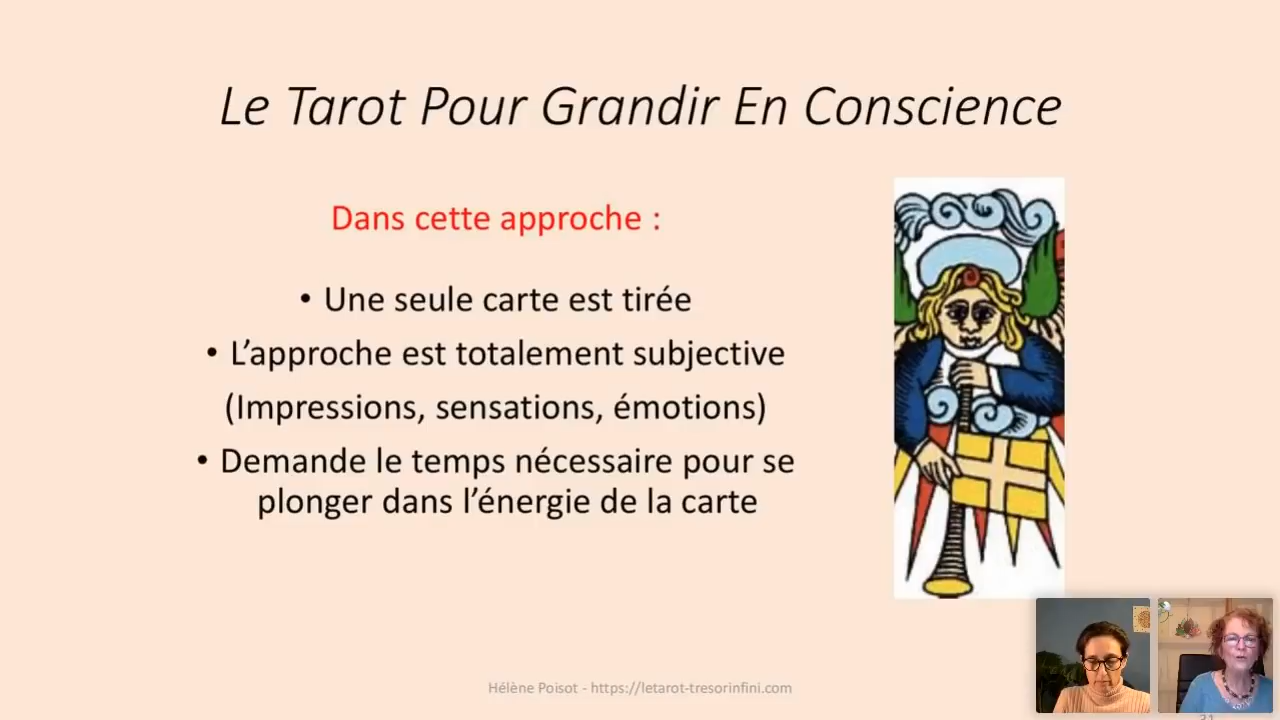 Le Tarot Pour Grandir En Conscience
Dans cette approche :
• Une seule carte est tirée
• L’approche est totalement subjective
(Impressions, sensations, émotions)
• Demande le temps nécessaire pour se
plonger dans l’énergie de la carte
Hélène Poisot - https://letarot-tresorinfini.com